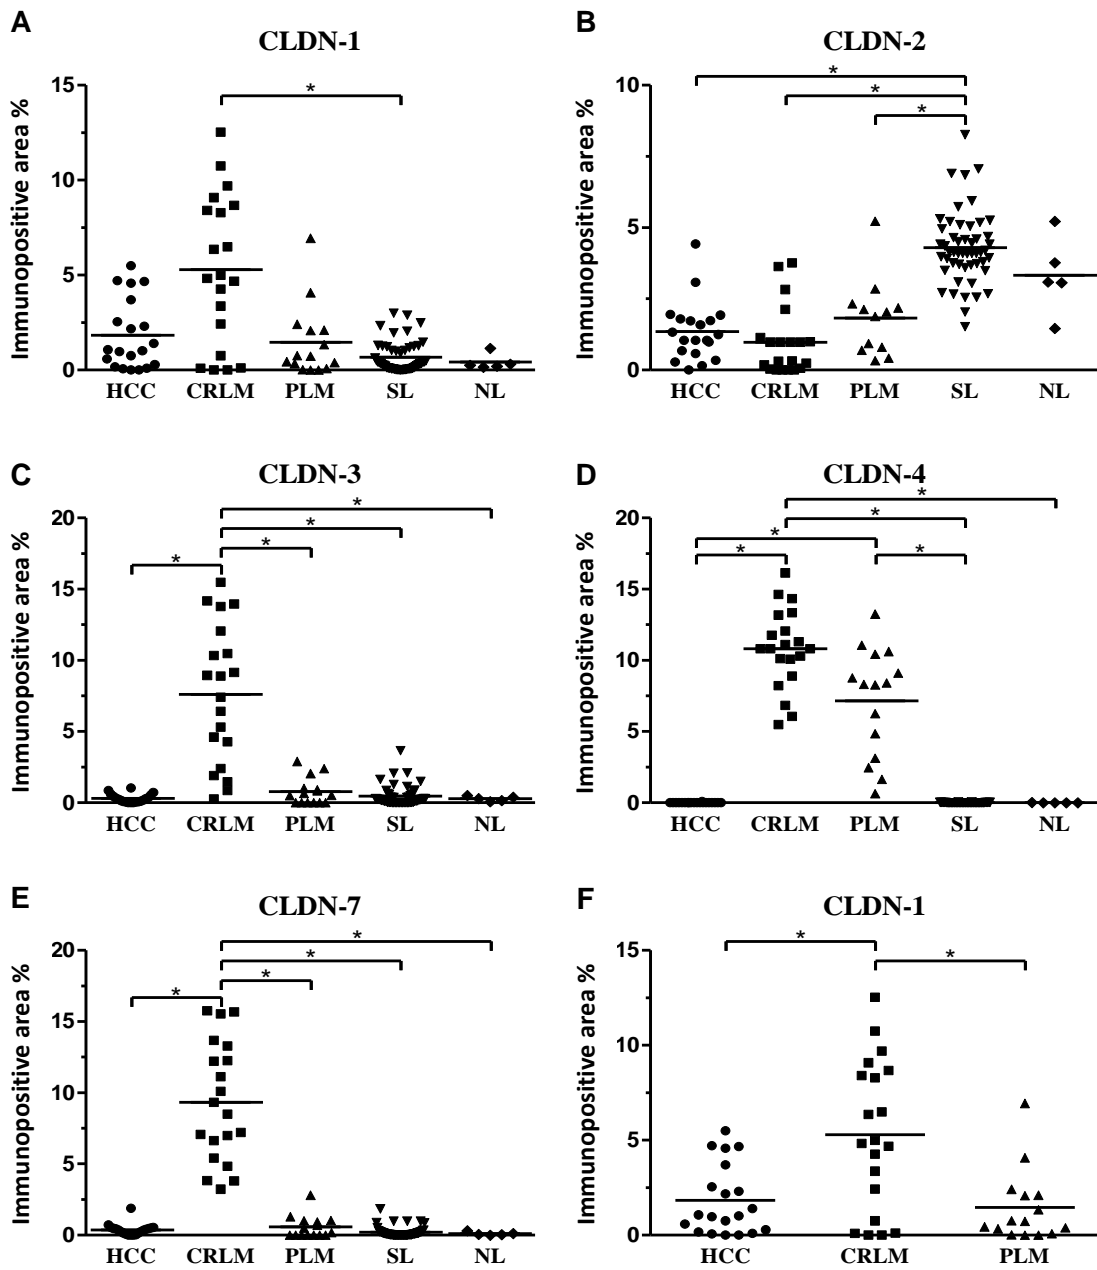 A
CLDN-1
Immunopositive area %
15
10
5
0
HCC CRLM PLM SL NL
*
B
CLDN-2
Immunopositive area %
10
5
0
HCC CRLM PLM SL NL
*
*
*
C
CLDN-3
Immunopositive area %
20
15
10
5
0
HCC CRLM PLM SL NL
*
*
*
*
D
CLDN-4
Immunopositive area %
20
15
10
5
0
HCC CRLM PLM SL NL
*
*
*
*
*
E
CLDN-7
Immunopositive area %
20
15
10
5
0
HCC CRLM PLM SL NL
*
*
*
*
F
CLDN-1
Immunopositive area %
15
10
5
0
HCC CRLM PLM
*
*